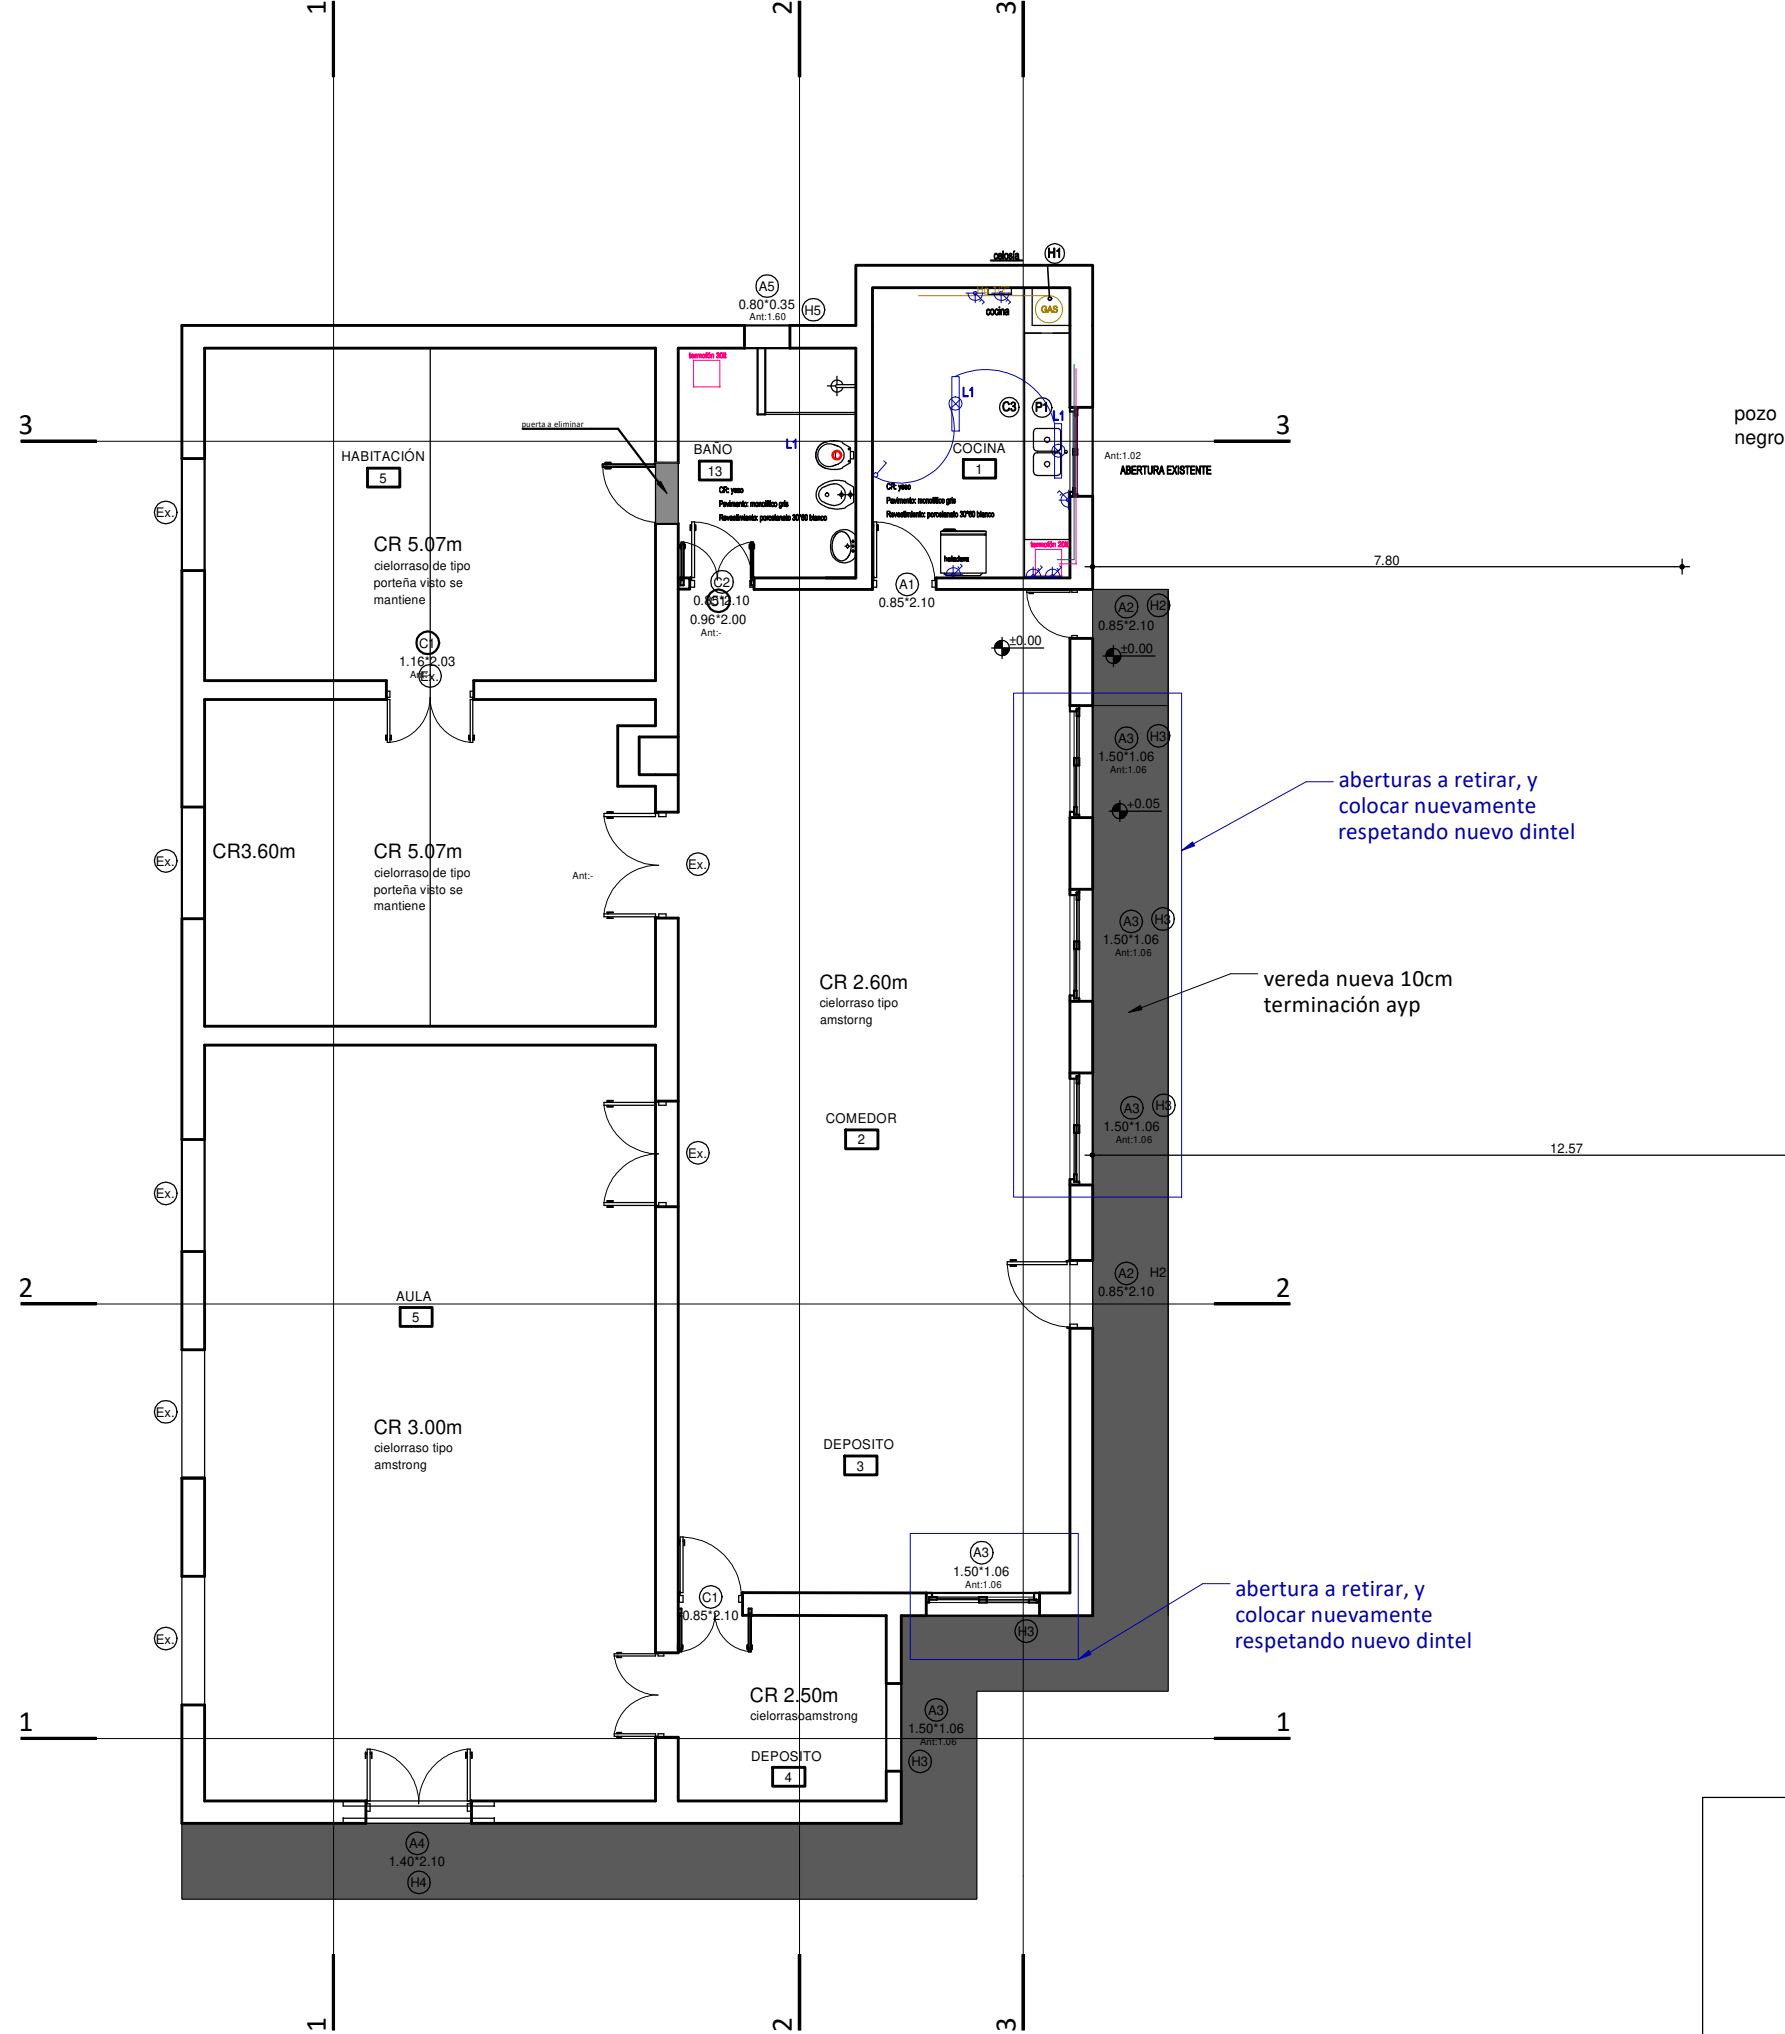 1
2
3
celosía
H1
A5
0.80*0.35
Ant:1.60
H5
GAS
cocina
termofón 30lt
L1
C3
P1
L1
3
3
pozo
negro
puerta a eliminar
L1
HABITACIÓN
5
BAÑO
13
COCINA
1
Ant:1.02
ABERTURA EXISTENTE
CR: yeso
Pavimento: monolitico gris
Revestimiento: porcelanato 30*60 blanco
CR: yeso
Pavimento: monolitico gris
Revestimiento: porcelanato 30*60 blanco
Ex.
CR 5.07m
cielorraso de tipo
porteña visto se
mantiene
heladera
termofón 30lt
7.80
C2
0.85*2.10
0.96*2.00
Ant:-
A1
0.85*2.10
A2
H2
0.85*2.10
±0.00
±0.00
C1
1.16*2.03
Ex.
A3
H3
1.50*1.06
Ant:1.06
+0.05
aberturas a retirar, y
colocar nuevamente
respetando nuevo dintel
Ex.
CR3.60m
CR 5.07m
cielorraso de tipo
porteña visto se
mantiene
Ant:-
Ex.
A3
H3
1.50*1.06
Ant:1.06
CR 2.60m
cielorraso tipo
amstorng
vereda nueva 10cm
terminación ayp
COMEDOR
2
A3
H3
1.50*1.06
Ant:1.06
12.57
Ex.
Ex.
2
2
A2
H2
0.85*2.10
AULA
5
Ex.
CR 3.00m
cielorraso tipo
amstrong
DEPOSITO
3
A3
1.50*1.06
Ant:1.06
C1
0.85*2.10
abertura a retirar, y
colocar nuevamente
respetando nuevo dintel
Ex.
H3
CR 2.50m
cielorrasoamstrong
A3
1.50*1.06
Ant:1.06
H3
1
1
DEPOSITO
4
A4
1.40*2.10
H4
1
2
3